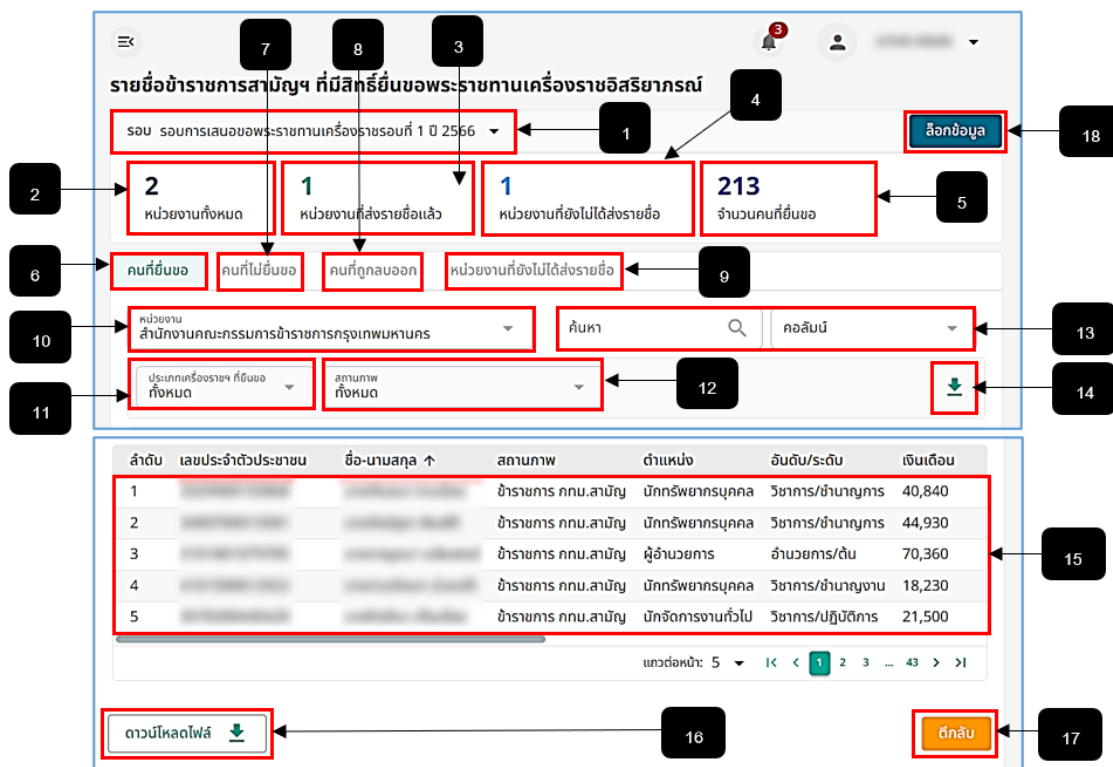 3
7
8
3
4
รายชื่อข้าราชการสามัญฯ ที่มีสิทธิ์ยื่นขอพระราชทานเครื่องราชอิสริยาภรณ์
รอบ รอบการเสนอขอพระราชทานเครื่องราชรอบที่ 1 ปี 2566
1
ล็อกข้อมูล
18
2
2
หน่วยงานทั้งหมด
1
หน่วยงานที่ส่งรายชื่อแล้ว
1
หน่วยงานที่ยังไม่ได้ส่งรายชื่อ
213
จำนวนคนที่ยื่นขอ
5
6
คนที่ยื่นขอ คนที่ไม่ยื่นขอ คนที่ถูกลบออก หน่วยงานที่ยังไม่ได้ส่งรายชื่อ
9
10
หน่วยงาน
สำนักงานคณะกรรมการข้าราชการกรุงเทพมหานคร
ค้นหา
คอลัมน์
13
11
ประเภทเครื่องราชฯ ที่ยื่นขอ
ทั้งหมด
สถานภาพ
ทั้งหมด
12
14
ลำดับ เลขประจำตัวประชาชน ชื่อ-นามสกุล ↑ สถานภาพ ตำแหน่ง อันดับ/ระดับ เงินเดือน
1 ข้าราชการ กทม.สามัญ นักทรัพยากรบุคคล วิชาการ/ชำนาญการ 40,840
2 ข้าราชการ กทม.สามัญ นักทรัพยากรบุคคล วิชาการ/ชำนาญการ 44,930
3 ข้าราชการ กทม.สามัญ ผู้อำนวยการ อำนวยการ/ต้น 70,360
4 ข้าราชการ กทม.สามัญ นักทรัพยากรบุคคล วิชาการ/ชำนาญงาน 18,230
5 ข้าราชการ กทม.สามัญ นักจัดการงานทั่วไป วิชาการ/ปฏิบัติการ 21,500
15
แถวต่อหน้า: 5 |< < 1 2 3 ... 43 > >|
ดาวน์โหลดไฟล์
16
ตีกลับ
17